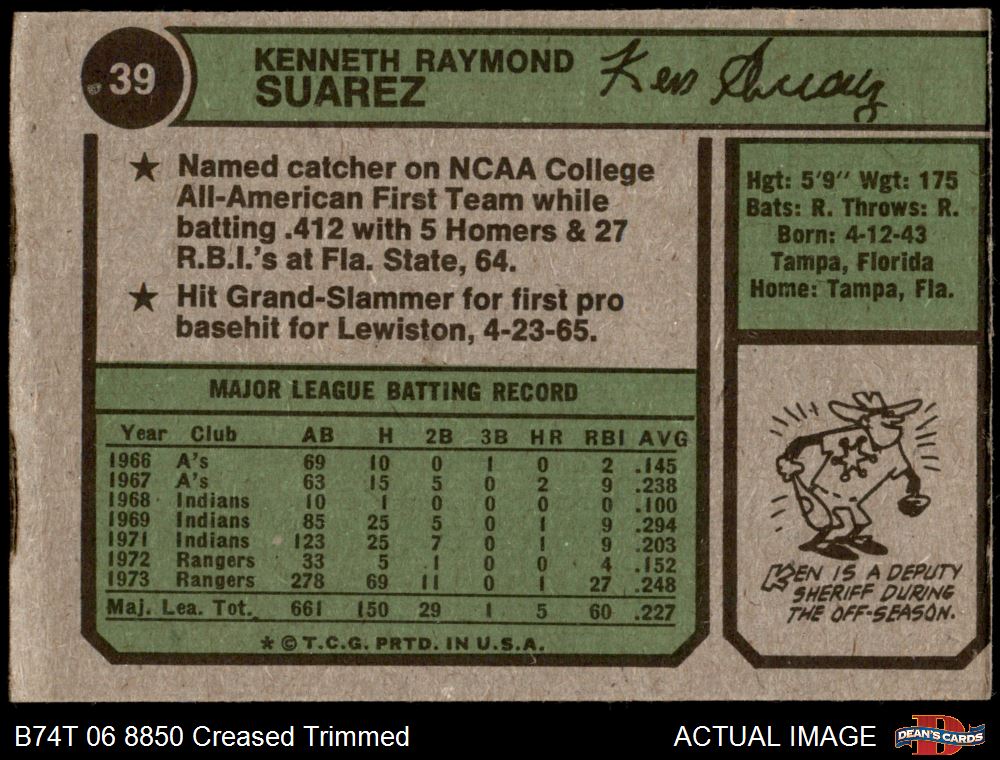 39
KENNETH RAYMOND
SUAREZ
Ken Suarez
★ Named catcher on NCAA College
All-American First Team while
batting .412 with 5 Homers & 27
R.B.I.'s at Fla. State, 64.
★ Hit Grand-Slammer for first pro
basehit for Lewiston, 4-23-65.
Hgt: 5'9" Wgt: 175
Bats: R. Throws: R.
Born: 4-12-43
Tampa, Florida
Home: Tampa, Fla.
MAJOR LEAGUE BATTING RECORD
Year Club AB H 2B 3B HR RBI AVG
1966 A's 69 10 0 1 0 2 .145
1967 A's 63 15 5 0 2 9 .238
1968 Indians 10 1 0 0 0 0 .100
1969 Indians 85 25 5 0 1 9 .294
1971 Indians 123 25 7 0 1 9 .203
1972 Rangers 33 5 1 0 0 4 .152
1973 Rangers 278 69 11 0 1 27 .248
Maj. Lea. Tot. 661 150 29 1 5 60 .227
* © T.C.G. PRTD. IN U.S.A.
KEN IS A DEPUTY
SHERIFF DURING
THE OFF-SEASON.
B74T 06 8850 Creased Trimmed
ACTUAL IMAGE
DEAN'S CARDS